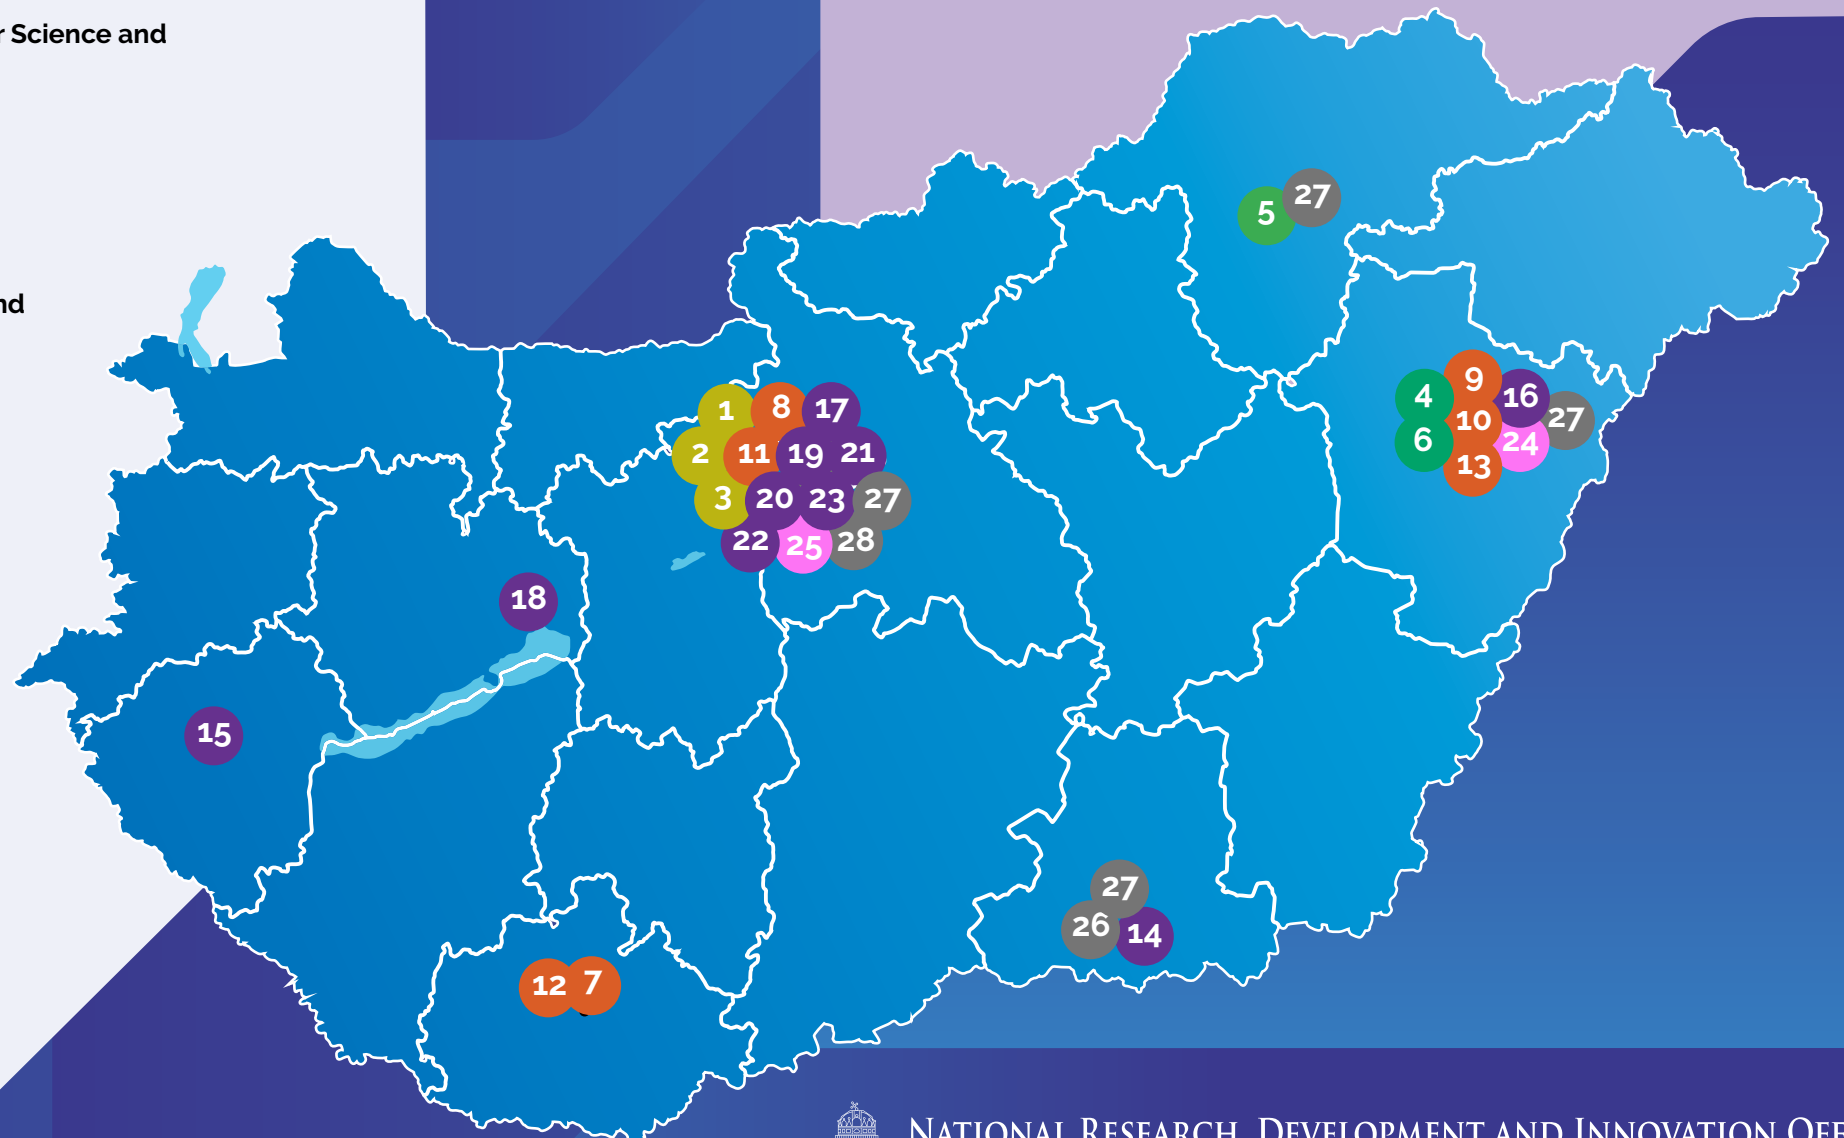 r Science and
nd
5 27
9
4 16
10 27
6 24
13
1 8 17
2 11 19 21
3 20 23 27
22 25 28
18
15
27
26 14
12 7
NATIONAL RESEARCH, DEVELOPMENT AND INNOVATION OFF